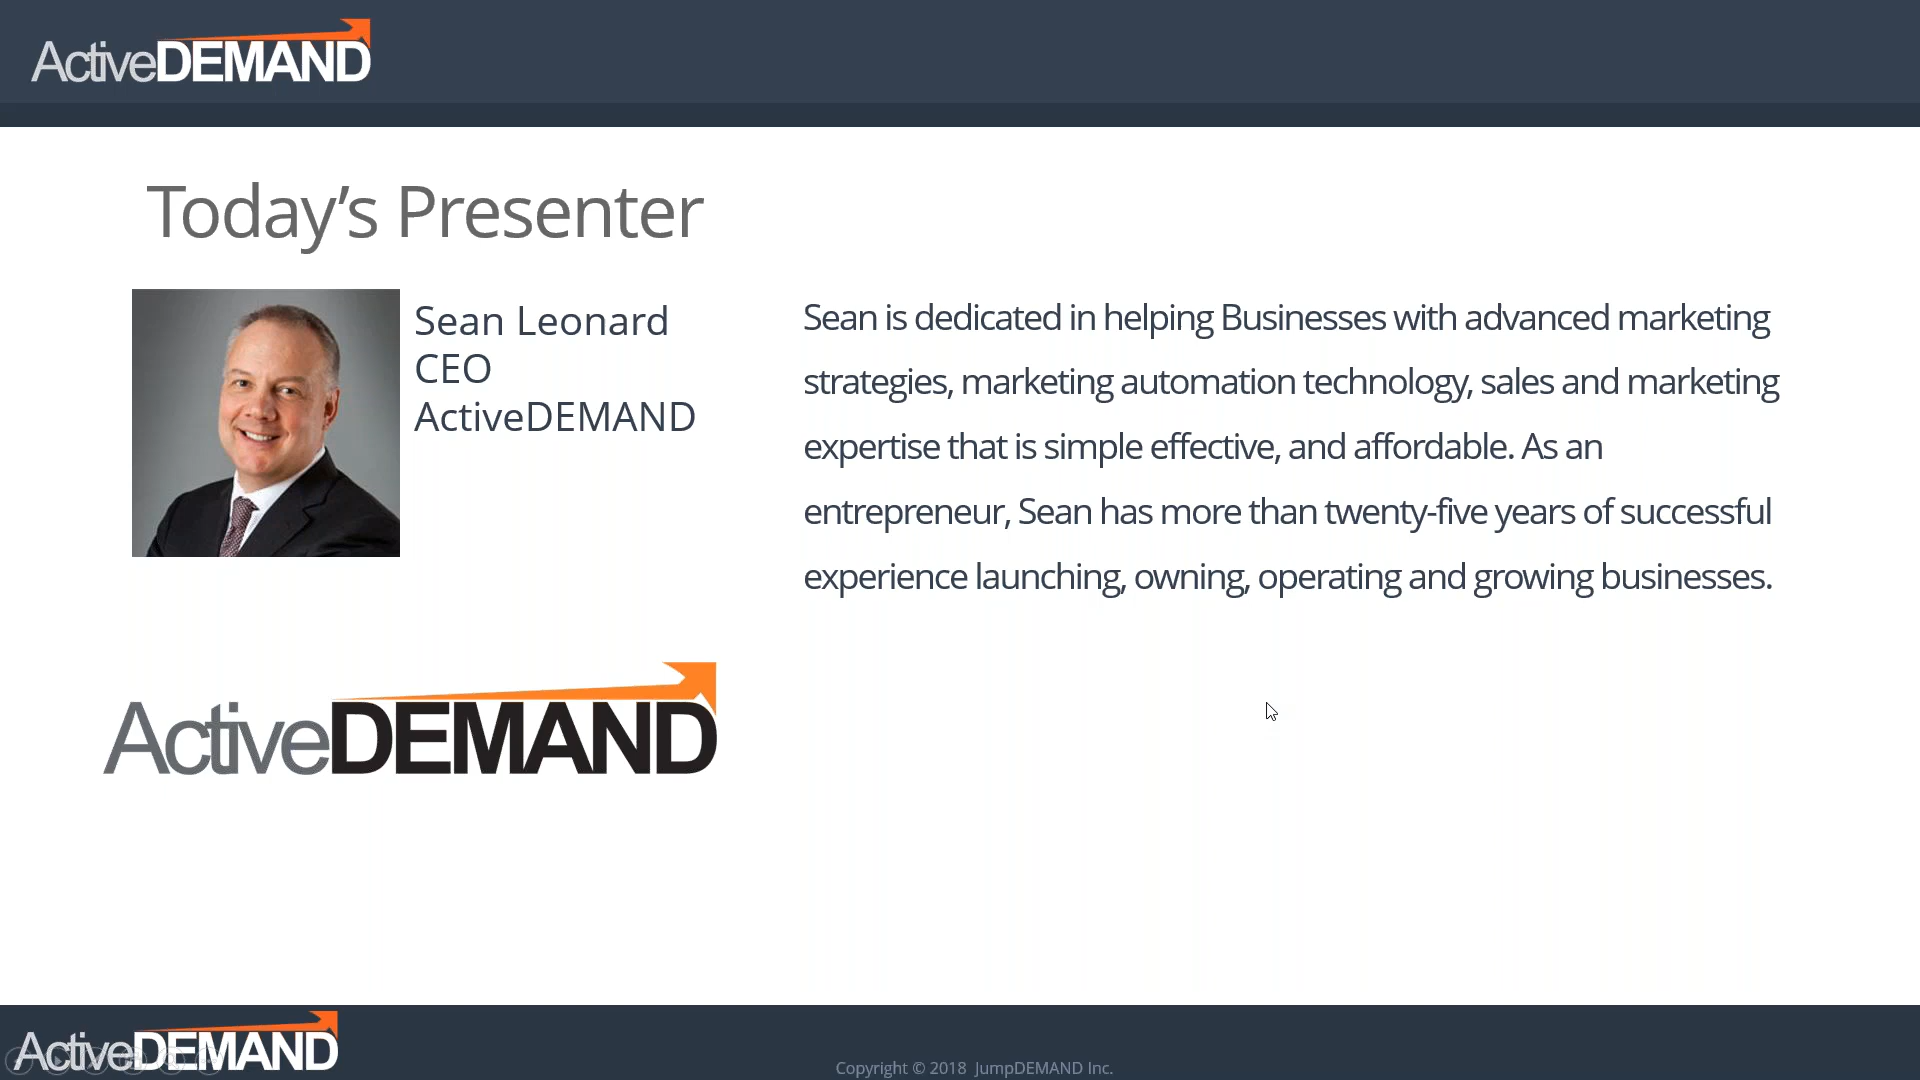 ActiveDEMAND
Today’s Presenter
Sean Leonard
CEO
ActiveDEMAND
Sean is dedicated in helping Businesses with advanced marketing
strategies, marketing automation technology, sales and marketing
expertise that is simple effective, and affordable. As an
entrepreneur, Sean has more than twenty-five years of successful
experience launching, owning, operating and growing businesses.
ActiveDEMAND
ActiveDEMAND
Copyright © 2018 JumpDEMAND Inc.